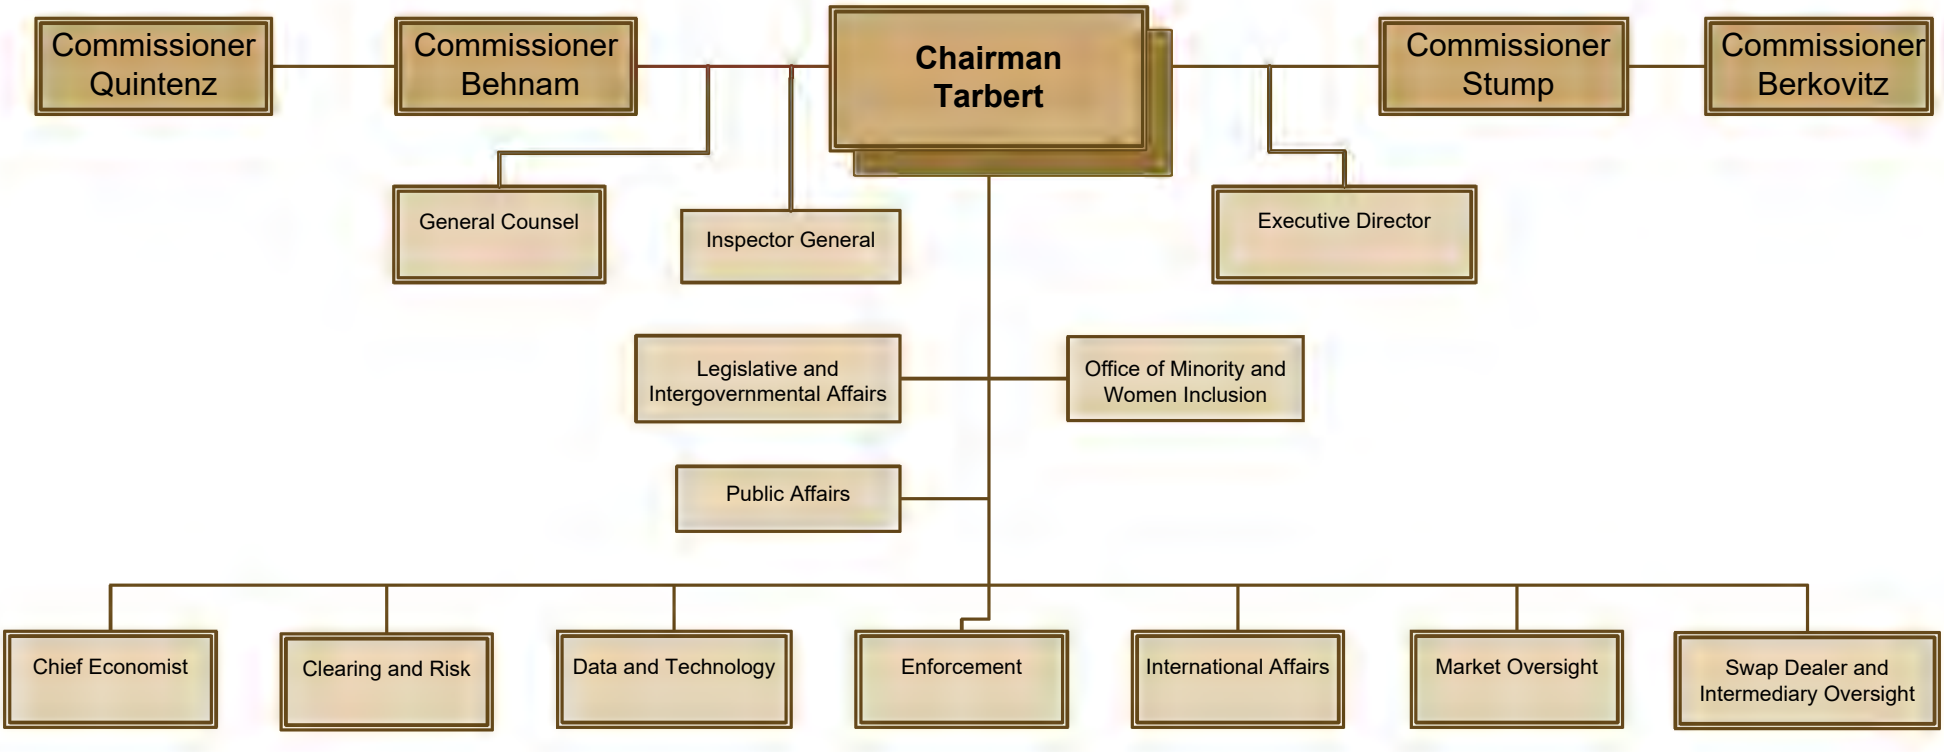 Commissioner
Quintenz
Commissioner
Behnam
Chairman
Tarbert
Commissioner
Stump
Commissioner
Berkovitz
General Counsel
Inspector General
Executive Director
Legislative and
Intergovernmental Affairs
Office of Minority and
Women Inclusion
Public Affairs
Chief Economist
Clearing and Risk
Data and Technology
Enforcement
International Affairs
Market Oversight
Swap Dealer and
Intermediary Oversight